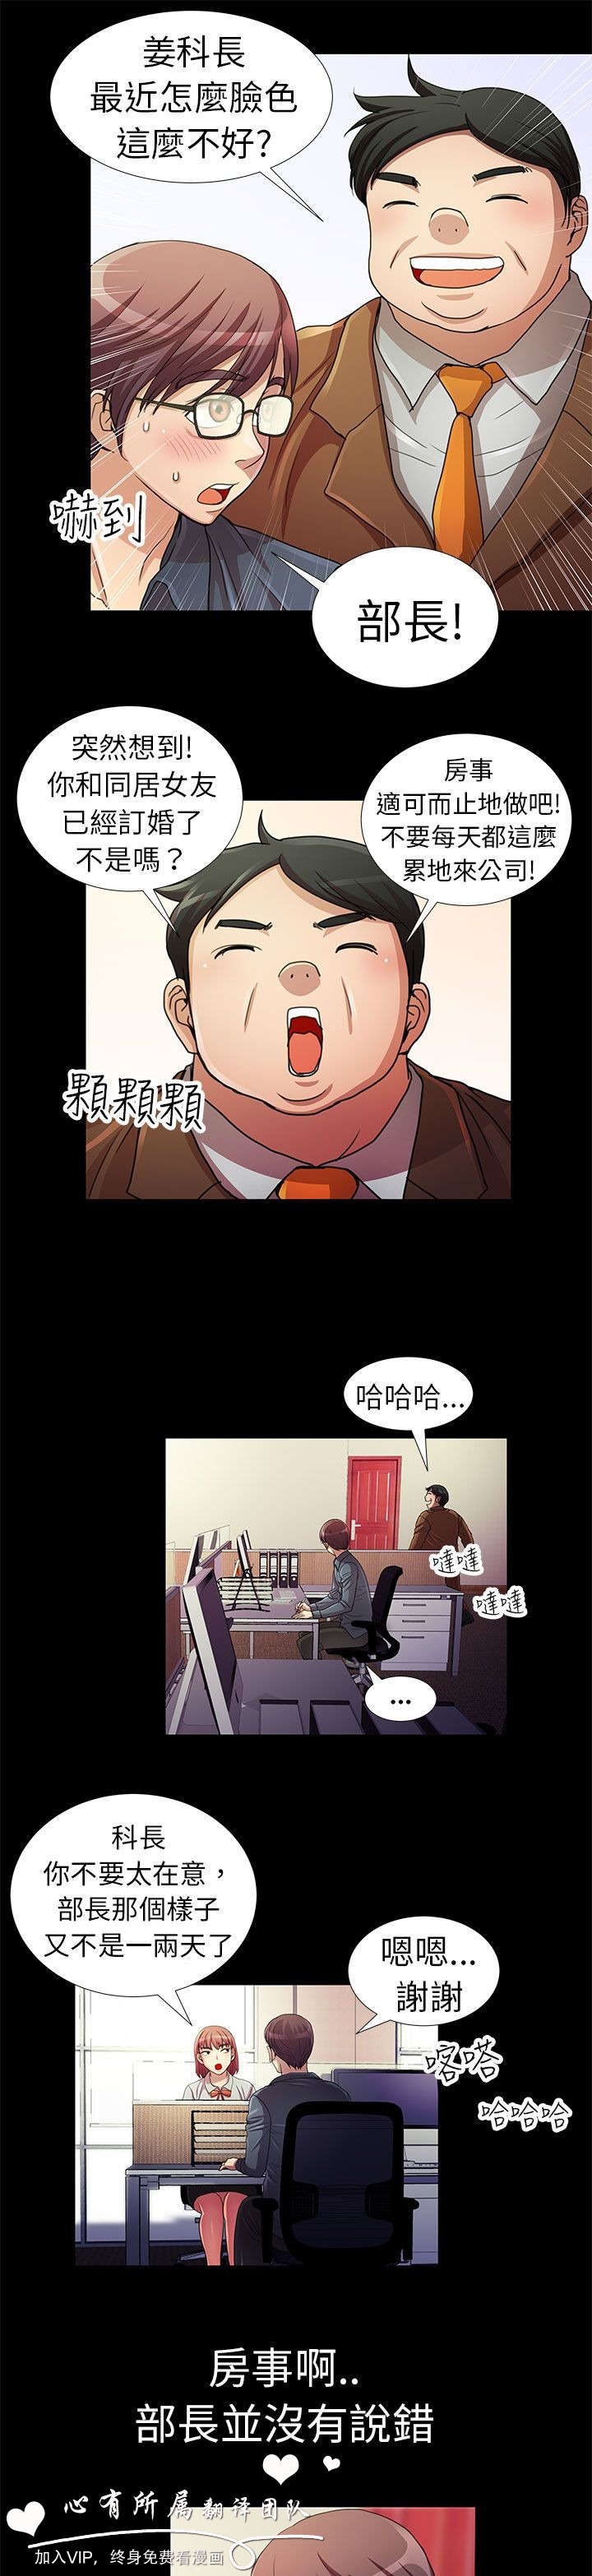 姜科長
最近怎麼臉色
這麼不好?
嚇到
部長!
突然想到!
你和同居女友
已經訂婚了
不是嗎？
房事
適可而止地做吧!
不要每天都這麼
累地來公司!
顆顆顆
哈哈哈...
噠噠
噠噠
...
科長
你不要太在意，
部長那個樣子
又不是一兩天了
嗯嗯...
謝謝
喀嗒
哈哈哈
房事啊..
部長並沒有說錯
心有所属翻译团队
加入VIP，终身免费看漫画